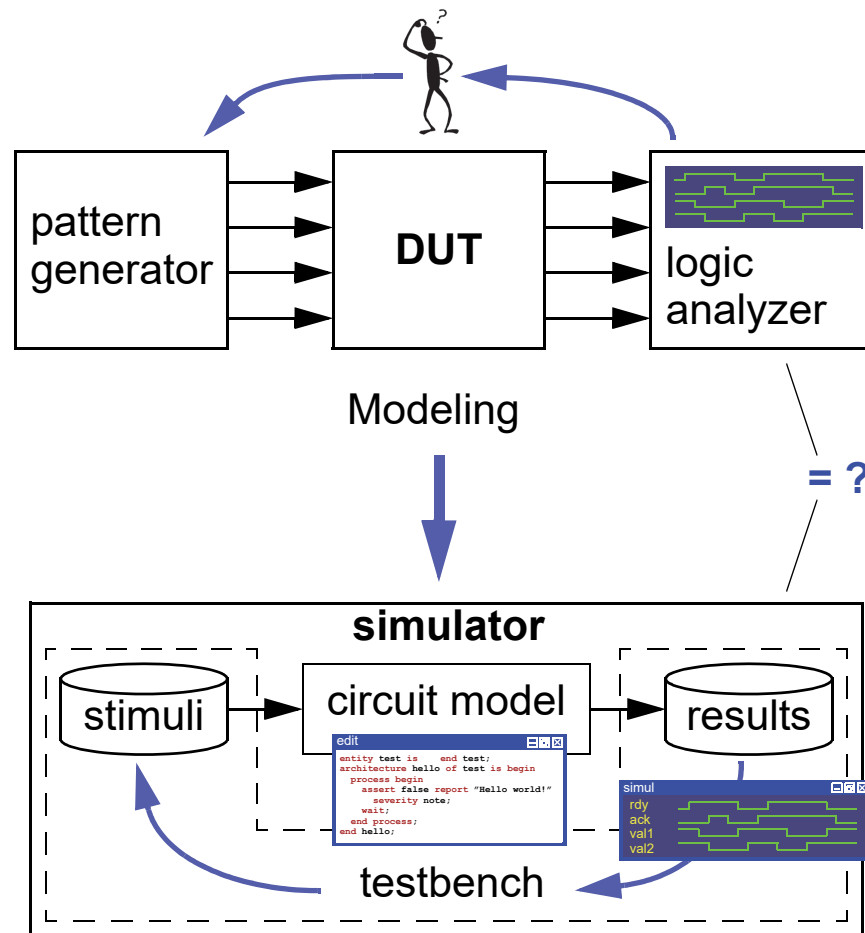 ?
pattern
generator
DUT
logic
analyzer
Modeling
= ?
simulator
stimuli
circuit model
results
edit
entity test is    end test;
architecture hello of test is begin
  process begin
    assert false report “Hello world!”
      severity note;
    wait;
  end process;
end hello;
simul
rdy
ack
val1
val2
testbench